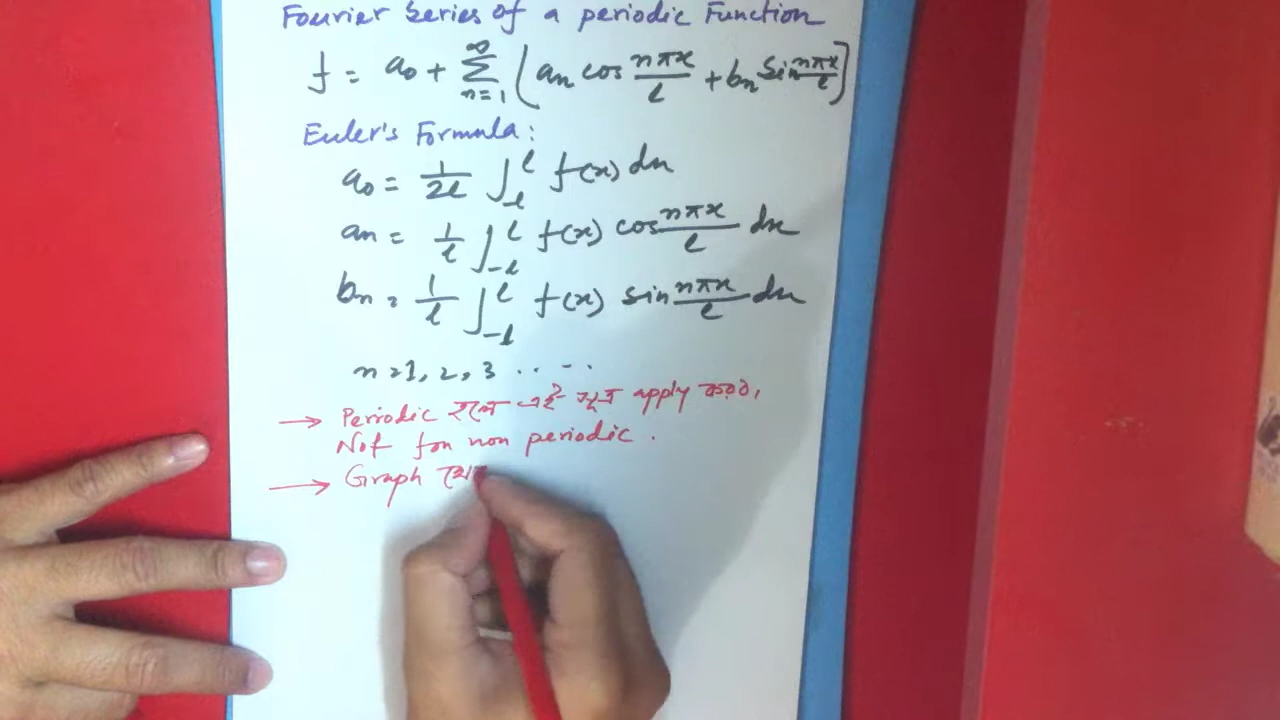 Fourier Series of a periodic Function
f = a₀ + ∑_{n=1}^{∞} (aₙ cos nπx/l + bₙ sin nπx/l)
Euler's Formula:
a₀ = 1/2l ∫_{-l}^{l} f(x) dx
aₙ = 1/l ∫_{-l}^{l} f(x) cos nπx/l dx
bₙ = 1/l ∫_{-l}^{l} f(x) sin nπx/l dx
n = 1, 2, 3 .. - .
→ Periodic হলে এই সূত্র apply করব,
Not for non periodic .
→ Graph